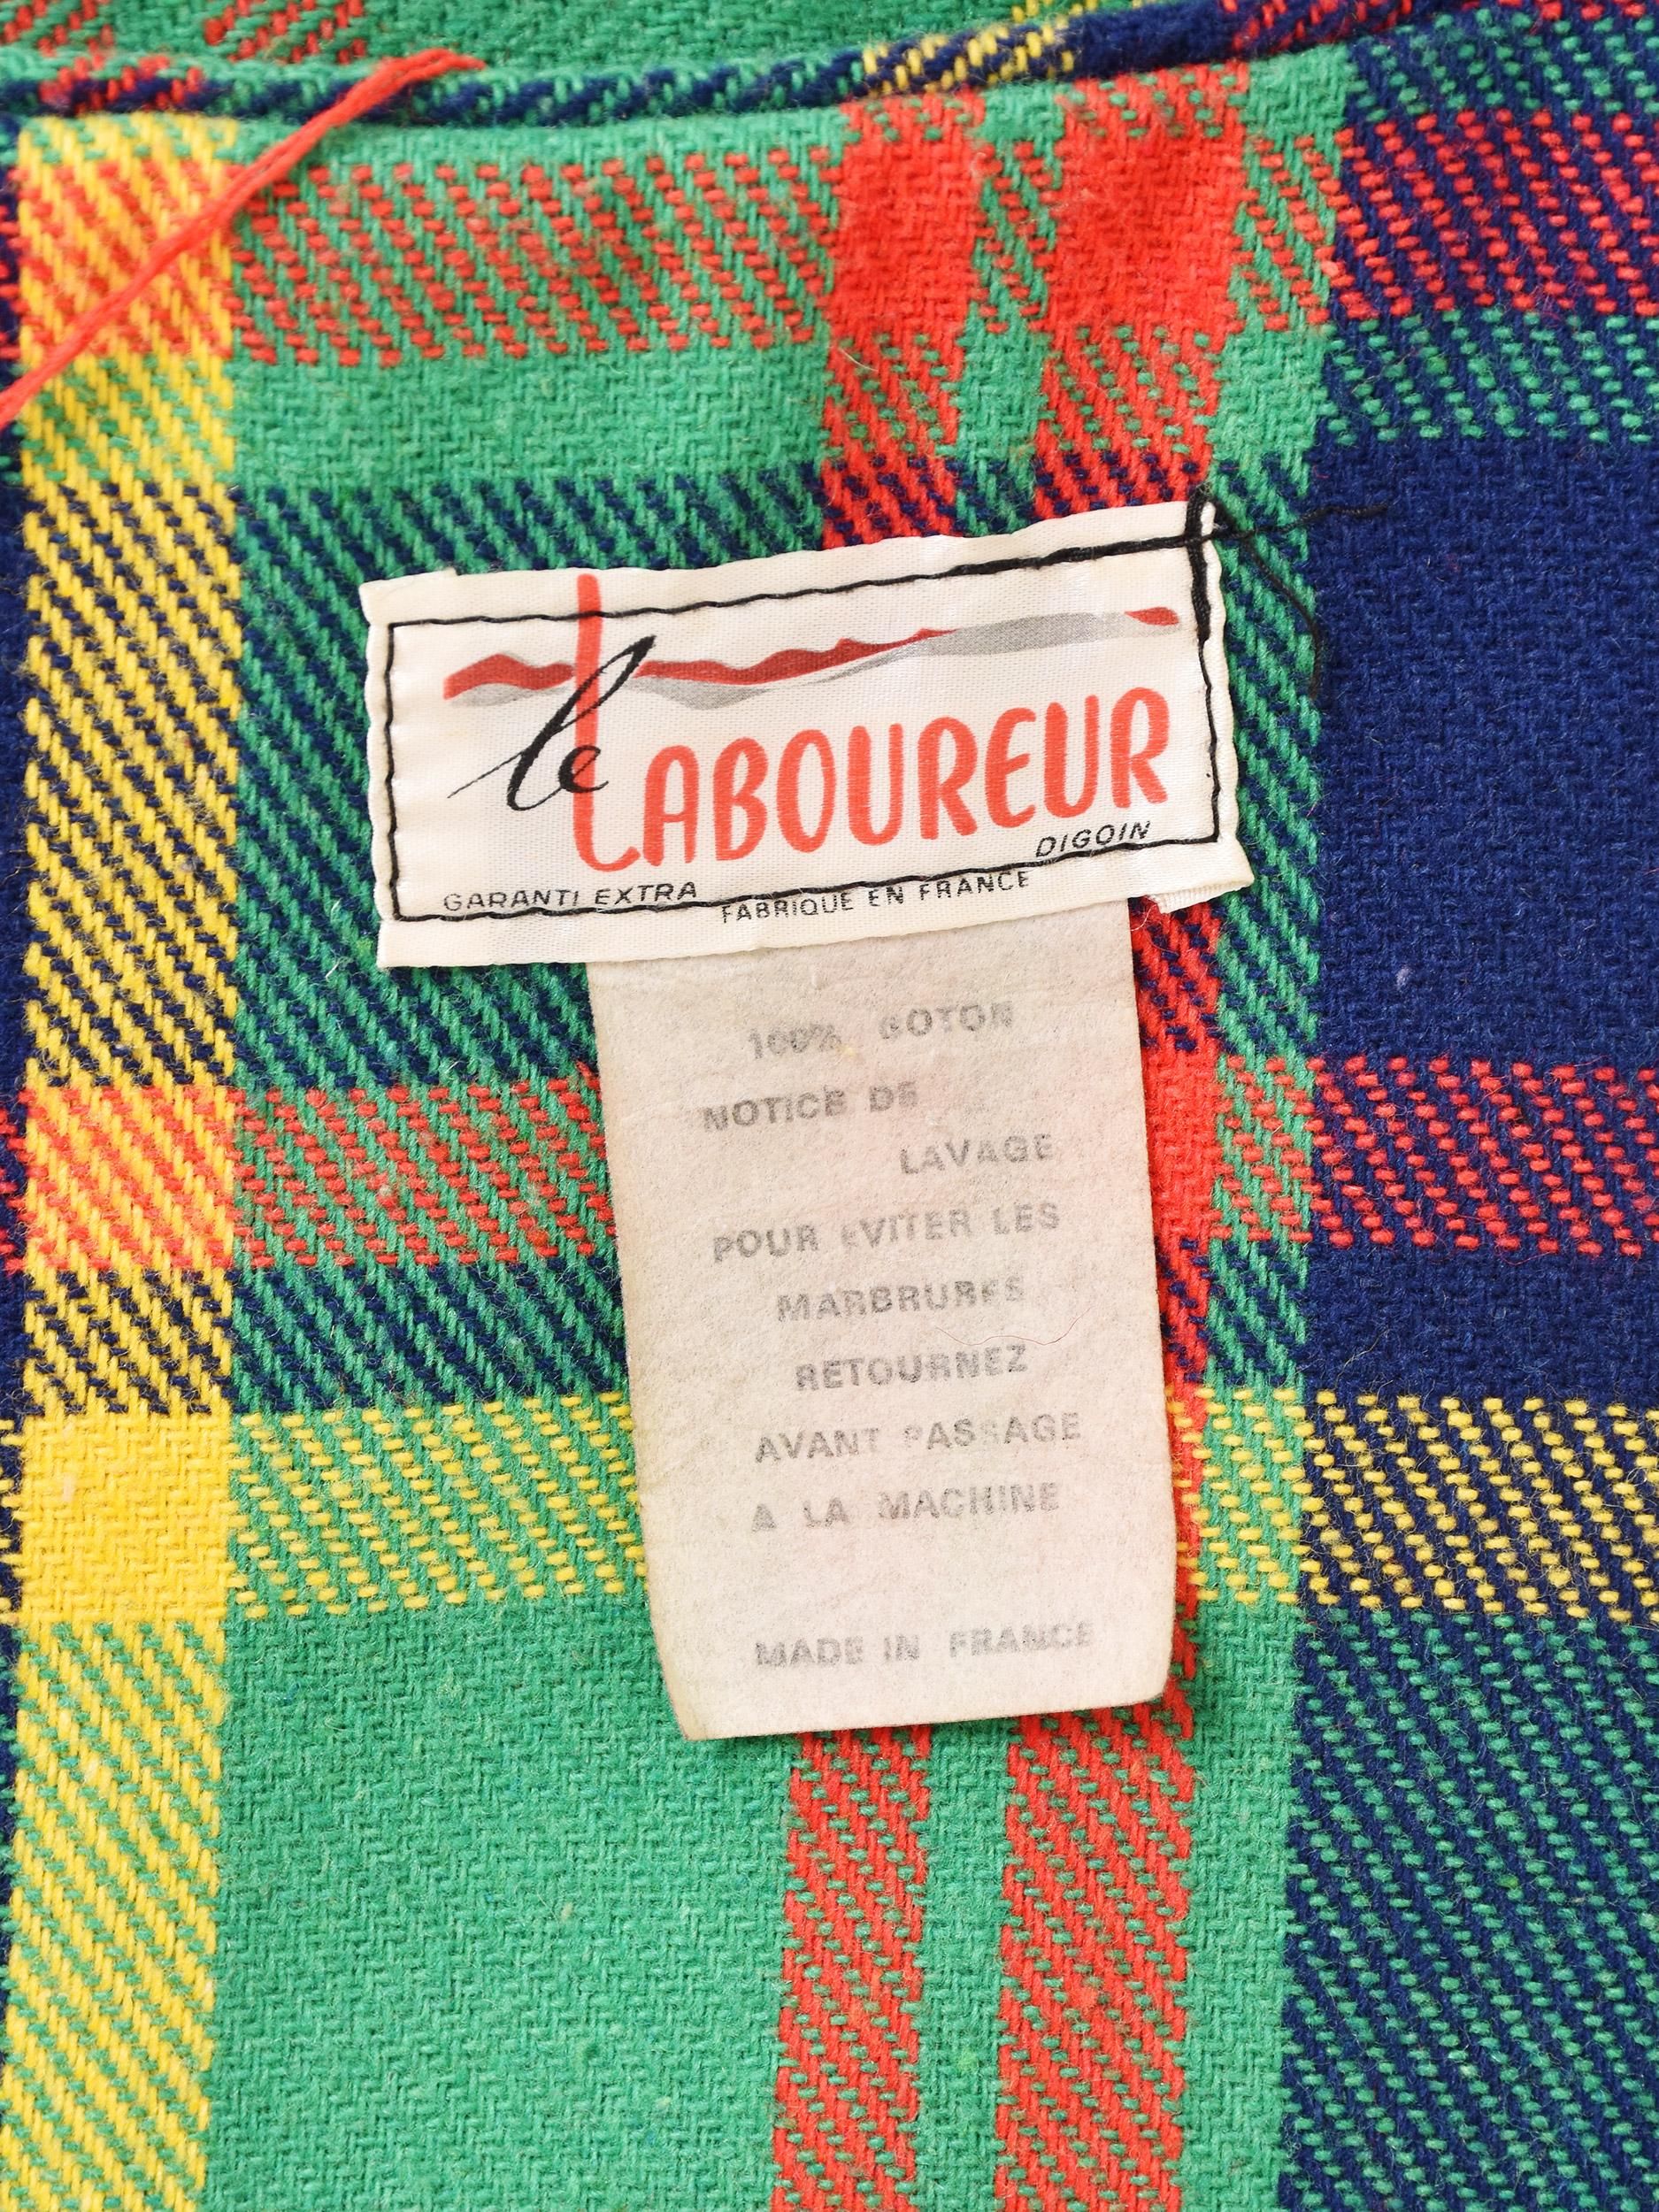 le LABOUREUR
DIGOIN
GARANTI EXTRA FABRIQUE EN FRANCE
100% COTON
NOTICE DE
LAVAGE
POUR EVITER LES
MARBRURES
RETOURNEZ
AVANT PASSAGE
A LA MACHINE
MADE IN FRANCE